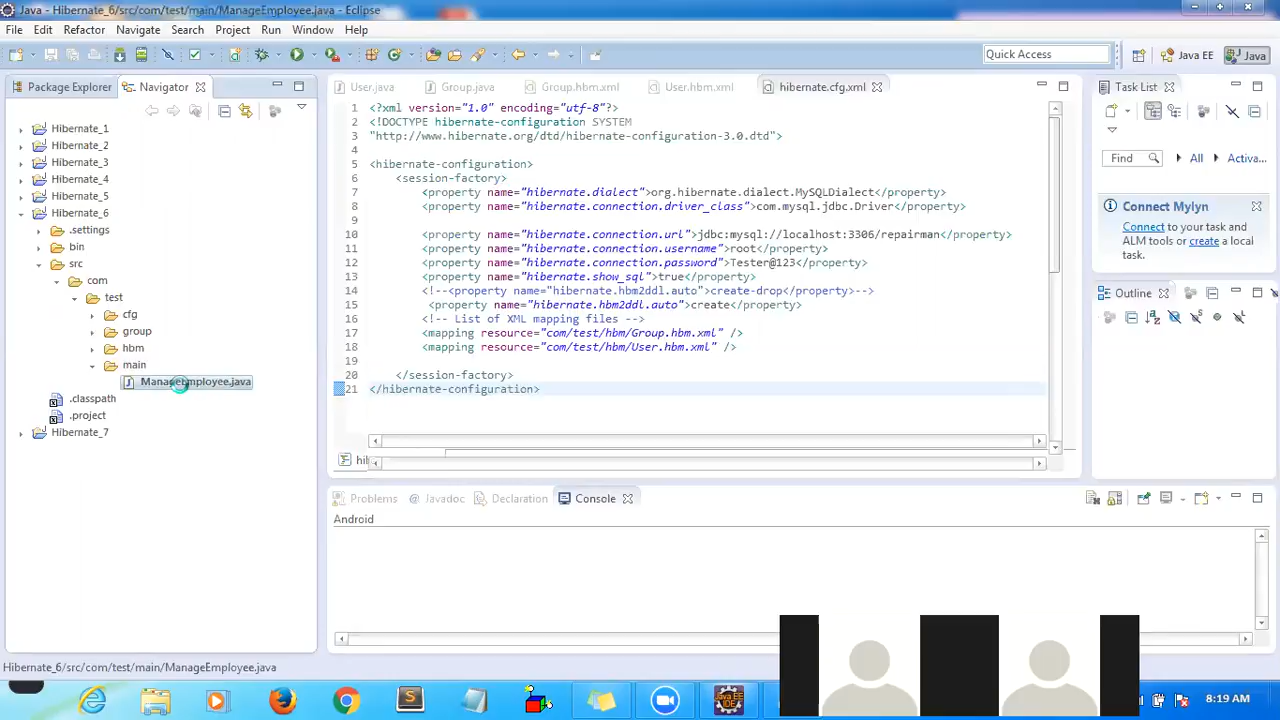 Java - Hibernate_6/src/com/test/main/ManageEmployee.java - Eclipse
File Edit Refactor Navigate Search Project Run Window Help
Quick Access
Java EE
Java
Package Explorer
Navigator
Hibernate_1
Hibernate_2
Hibernate_3
Hibernate_4
Hibernate_5
Hibernate_6
.settings
bin
src
com
test
cfg
group
hbm
main
ManageEmployee.java
.classpath
.project
Hibernate_7
User.java Group.java Group.hbm.xml User.hbm.xml hibernate.cfg.xml
1 <?xml version="1.0" encoding="utf-8"?>
2 <!DOCTYPE hibernate-configuration SYSTEM
3 "http://www.hibernate.org/dtd/hibernate-configuration-3.0.dtd">
4
5 <hibernate-configuration>
6 <session-factory>
7 <property name="hibernate.dialect">org.hibernate.dialect.MySQLDialect</property>
8 <property name="hibernate.connection.driver_class">com.mysql.jdbc.Driver</property>
9
10 <property name="hibernate.connection.url">jdbc:mysql://localhost:3306/repairman</property>
11 <property name="hibernate.connection.username">root</property>
12 <property name="hibernate.connection.password">Tester@123</property>
13 <property name="hibernate.show_sql">true</property>
14 <!--<property name="hibernate.hbm2ddl.auto">create-drop</property>-->
15 <property name="hibernate.hbm2ddl.auto">create</property>
16 <!-- List of XML mapping files -->
17 <mapping resource="com/test/hbm/Group.hbm.xml" />
18 <mapping resource="com/test/hbm/User.hbm.xml" />
19
20 </session-factory>
21 </hibernate-configuration>
Task List
Find All Activa...
Connect Mylyn
Connect to your task and
ALM tools or create a local
task.
Outline
Problems Javadoc Declaration Console
Android
Hibernate_6/src/com/test/main/ManageEmployee.java
Java EE
IDE
8:19 AM